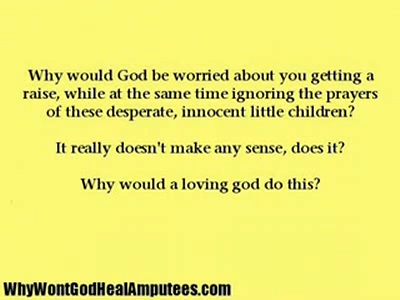 Why would God be worried about you getting a
raise, while at the same time ignoring the prayers
of these desperate, innocent little children?
It really doesn't make any sense, does it?
Why would a loving god do this?
WhyWontGodHealAmputees.com